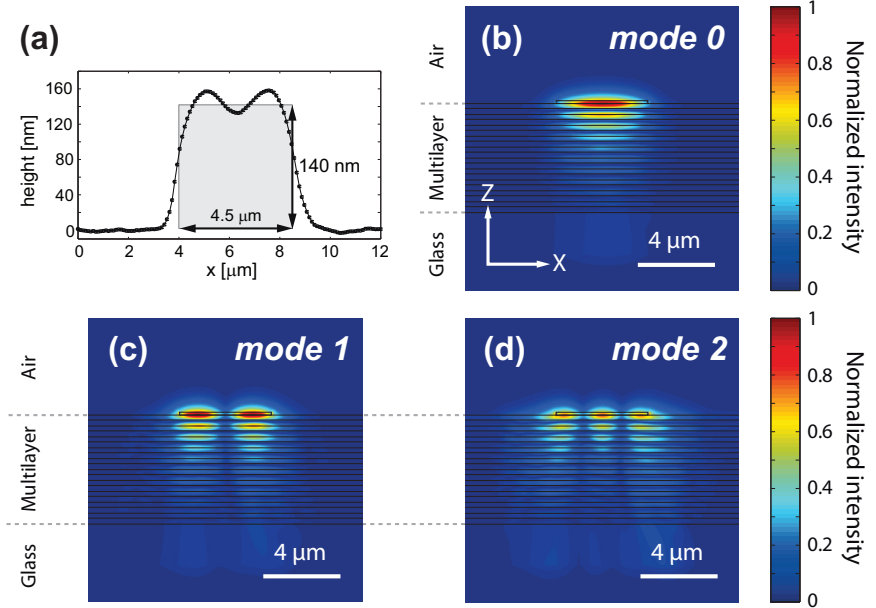 (a)
160
120
80
40
0
height [nm]
140 nm
4.5 µm
0 2 4 6 8 10 12
x [µm]
(b)
mode 0
Air
Multilayer
Glass
Z
X
4 µm
1
0.8
0.6
0.4
0.2
0
Normalized intensity
(c)
mode 1
Air
Multilayer
Glass
4 µm
(d)
mode 2
4 µm
1
0.8
0.6
0.4
0.2
0
Normalized intensity